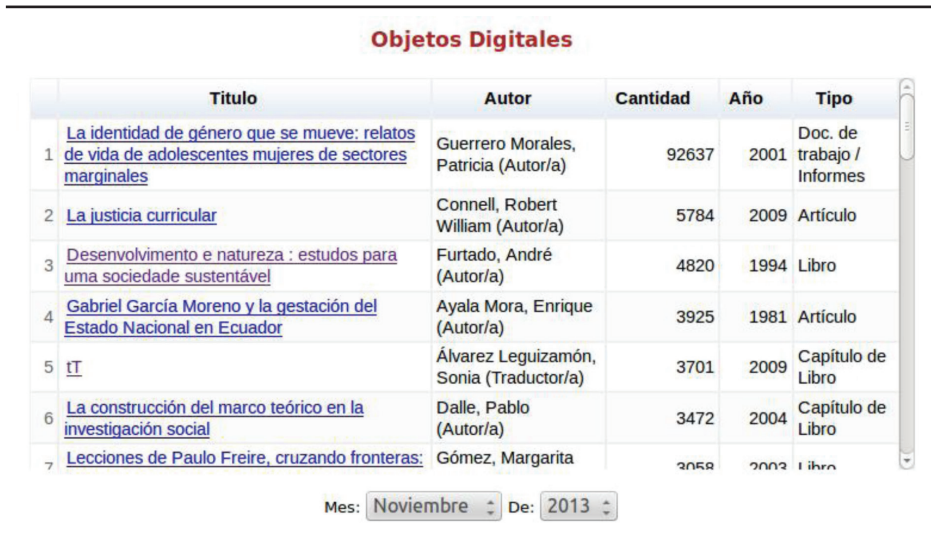 Objetos Digitales
Titulo Autor Cantidad Año Tipo
1 La identidad de género que se mueve: relatos de vida de adolescentes mujeres de sectores marginales Guerrero Morales, Patricia (Autor/a) 92637 2001 Doc. de trabajo / Informes
2 La justicia curricular Connell, Robert William (Autor/a) 5784 2009 Artículo
3 Desenvolvimento e natureza : estudos para uma sociedade sustentável Furtado, André (Autor/a) 4820 1994 Libro
4 Gabriel García Moreno y la gestación del Estado Nacional en Ecuador Ayala Mora, Enrique (Autor/a) 3925 1981 Artículo
5 tT Álvarez Leguizamón, Sonia (Traductor/a) 3701 2009 Capítulo de Libro
6 La construcción del marco teórico en la investigación social Dalle, Pablo (Autor/a) 3472 2004 Capítulo de Libro
7 Lecciones de Paulo Freire, cruzando fronteras: Gómez, Margarita 3058 2003 Libro
Mes: Noviembre De: 2013